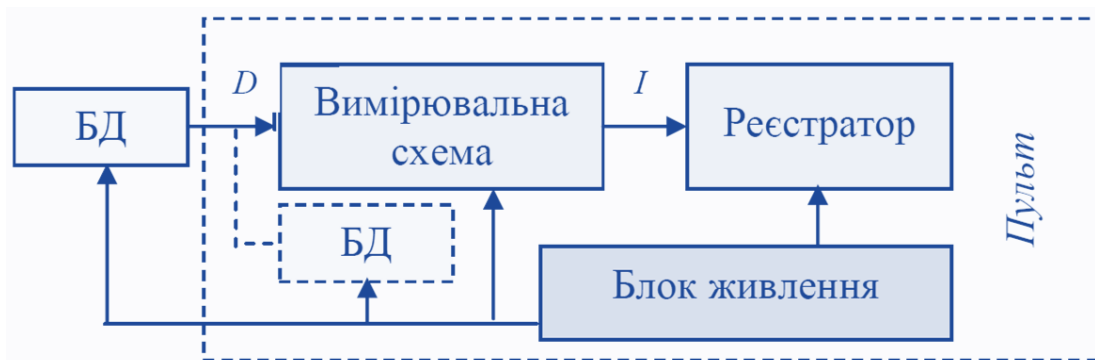 БД
D
Вимірювальна
схема
I
Реєстратор
Пульт
БД
Блок живлення